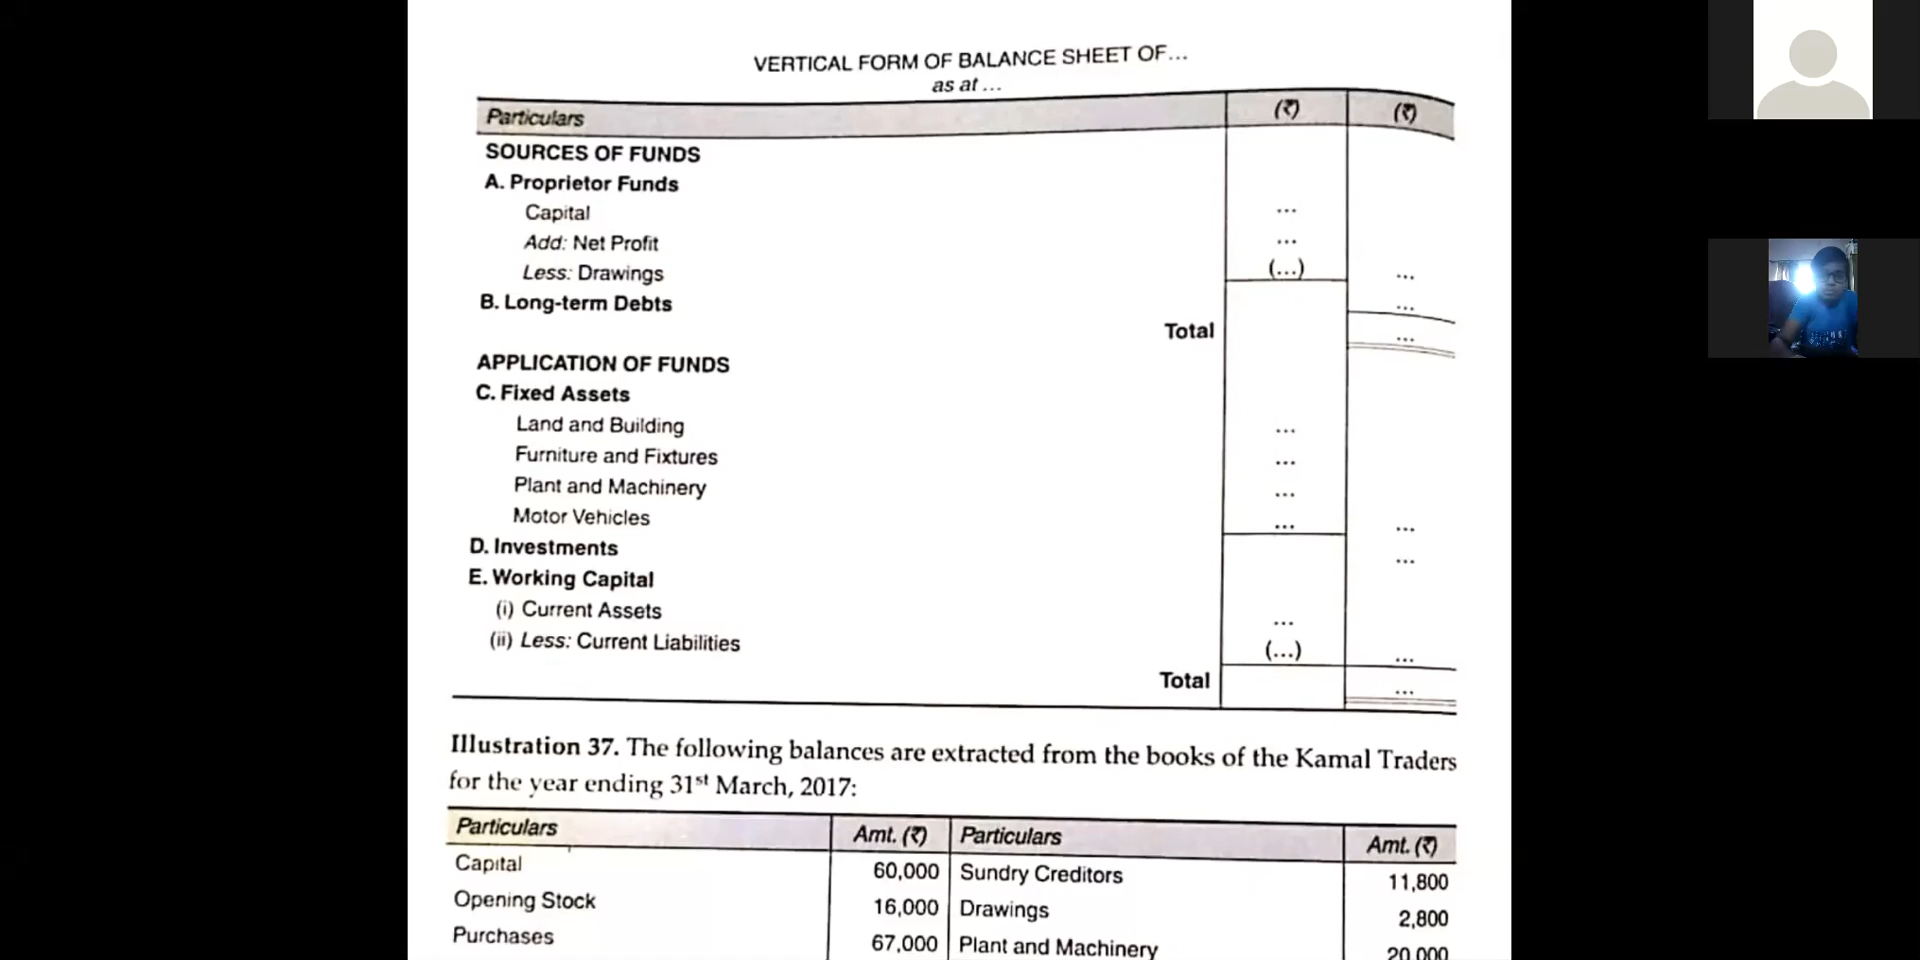 VERTICAL FORM OF BALANCE SHEET OF...
as at ...
Particulars (₹) (₹)
SOURCES OF FUNDS
A. Proprietor Funds
Capital ...
Add: Net Profit ...
Less: Drawings (...) ...
B. Long-term Debts ...
Total ...
APPLICATION OF FUNDS
C. Fixed Assets
Land and Building ...
Furniture and Fixtures ...
Plant and Machinery ...
Motor Vehicles ... ...
D. Investments ...
E. Working Capital
(i) Current Assets ...
(ii) Less: Current Liabilities (...) ...
Total ...
Illustration 37. The following balances are extracted from the books of the Kamal Traders
for the year ending 31st March, 2017:
Particulars Amt. (₹) Particulars Amt. (₹)
Capital 60,000 Sundry Creditors 11,800
Opening Stock 16,000 Drawings 2,800
Purchases 67,000 Plant and Machinery 20,000